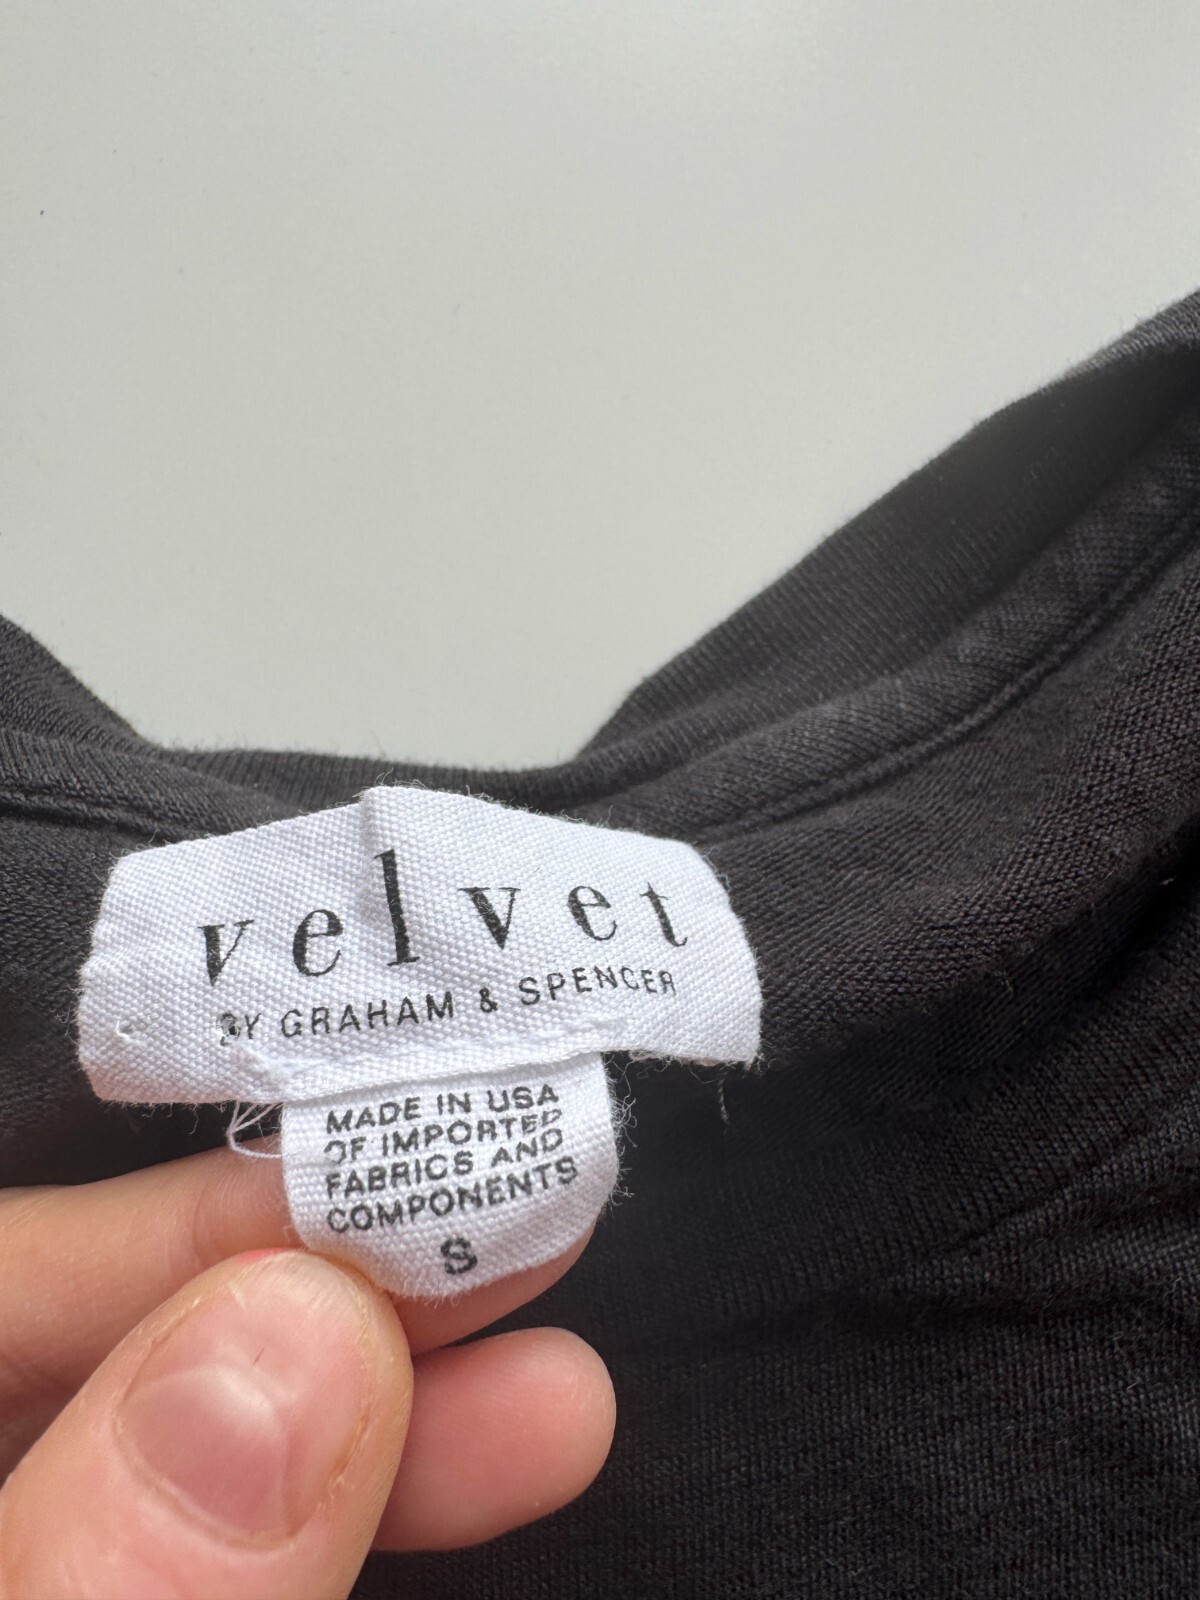 velvet
BY GRAHAM & SPENCER
MADE IN USA
OF IMPORTED
FABRICS AND
COMPONENTS
S